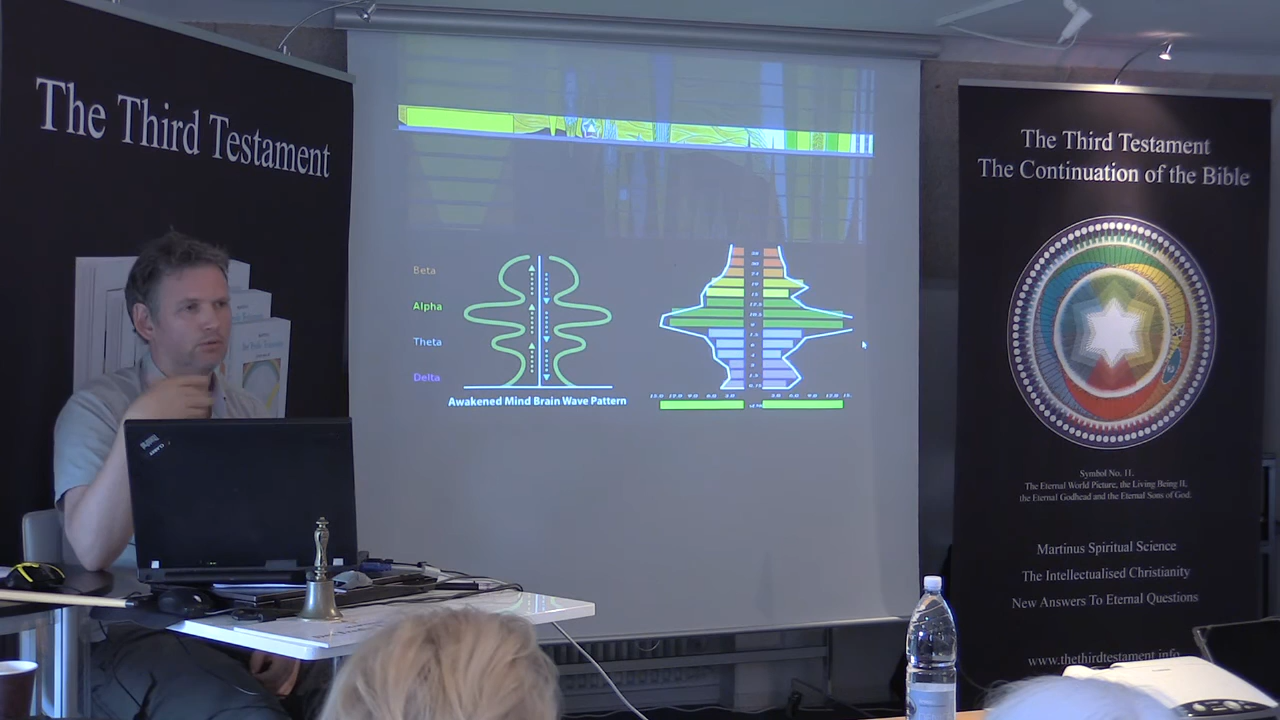 The Third Testament
Beta
Alpha
Theta
Delta
Awakened Mind Brain Wave Pattern
The Third Testament
The Continuation of the Bible
Symbol No. 11.
The Eternal World Picture, the Living Being II,
the Eternal Godhead and the Eternal Sons of God.
Martinus Spiritual Science
The Intellectualised Christianity
New Answers To Eternal Questions
www.thethirdtestament.info